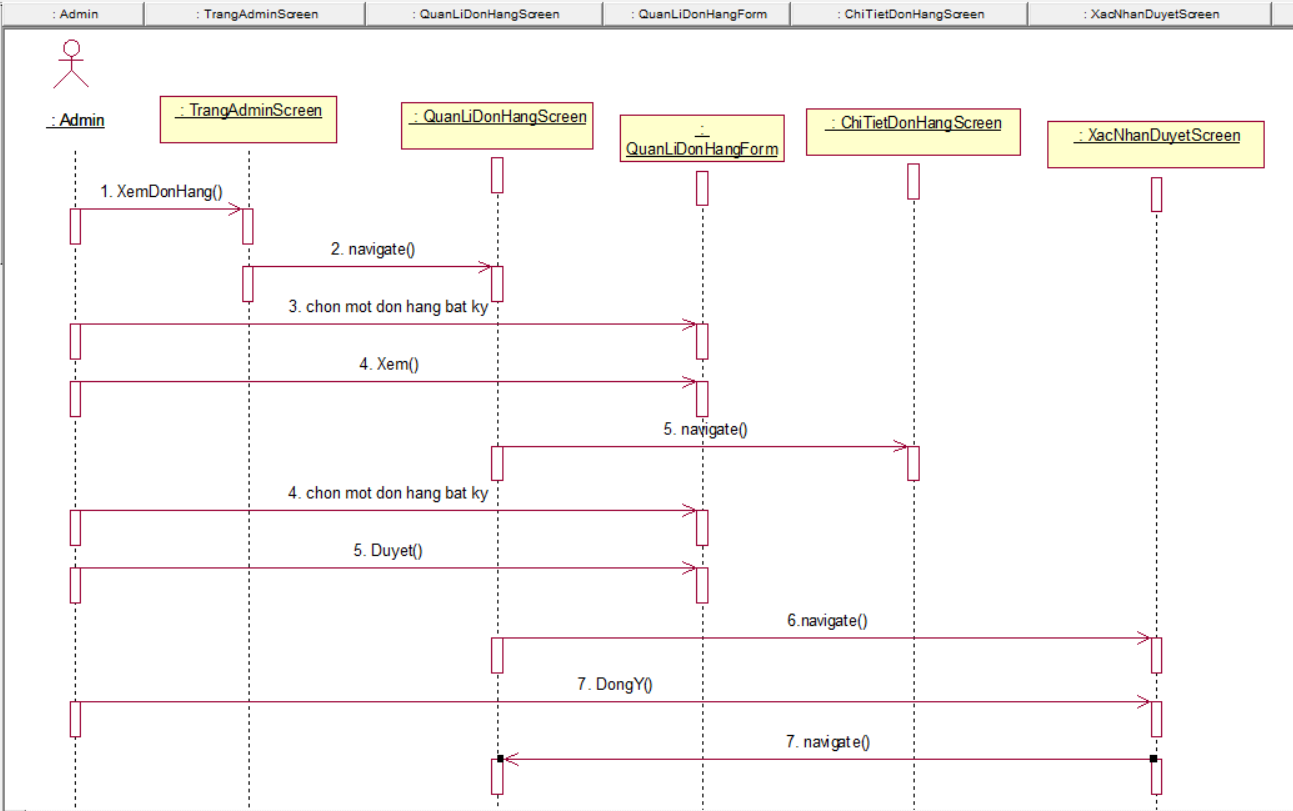 : Admin
: TrangAdminScreen
: QuanLiDonHangScreen
: QuanLiDonHangForm
: ChiTietDonHangScreen
: XacNhanDuyetScreen
: Admin
: TrangAdminScreen
: QuanLiDonHangScreen
:
QuanLiDonHangForm
: ChiTietDonHangScreen
: XacNhanDuyetScreen
1. XemDonHang()
2. navigate()
3. chon mot don hang bat ky
4. Xem()
5. navigate()
4. chon mot don hang bat ky
5. Duyet()
6.navigate()
7. DongY()
7. navigate()